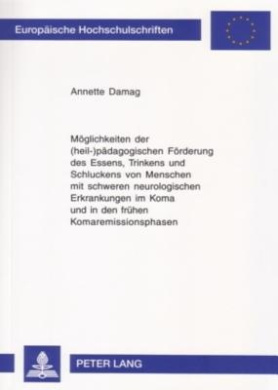 Europäische Hochschulschriften
Annette Damag
Möglichkeiten der
(heil-)pädagogischen Förderung
des Essens, Trinkens und
Schluckens von Menschen
mit schweren neurologischen
Erkrankungen im Koma
und in den frühen
Komaremissionsphasen
PETER LANG